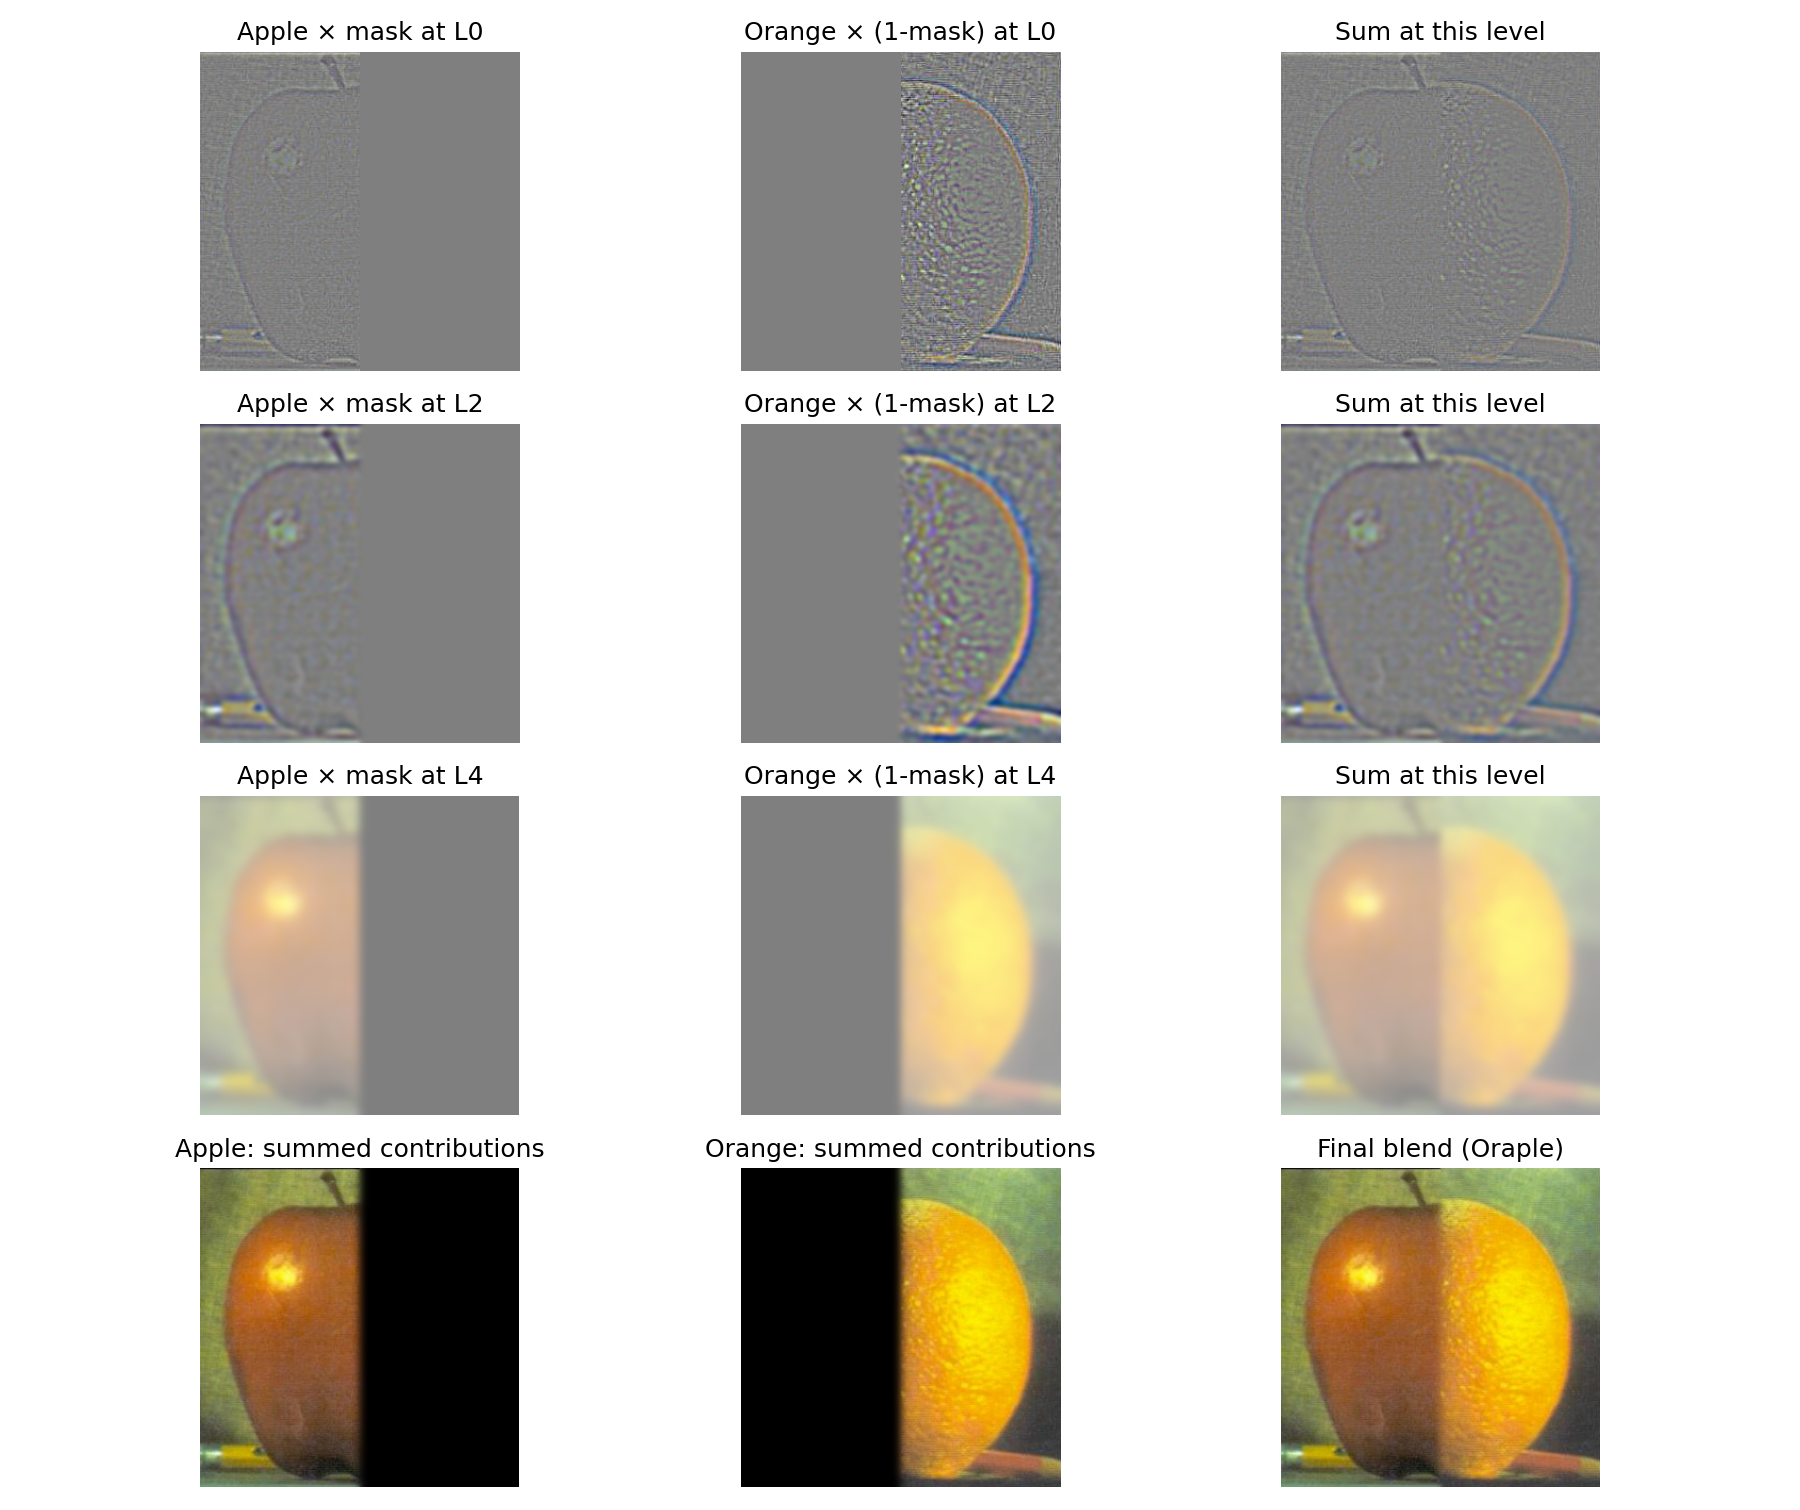 Apple × mask at L0
Orange × (1-mask) at L0
Sum at this level
Apple × mask at L2
Orange × (1-mask) at L2
Sum at this level
Apple × mask at L4
Orange × (1-mask) at L4
Sum at this level
Apple: summed contributions
Orange: summed contributions
Final blend (Oraple)